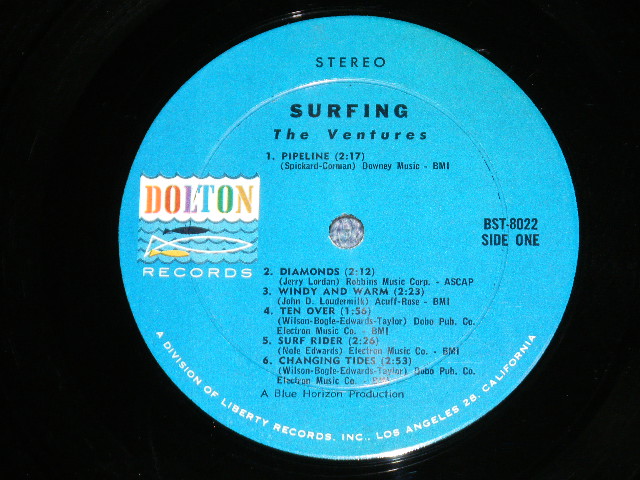 STEREO
SURFING
The Ventures
1. PIPELINE (2:17)
(Spickard-Corman) Downey Music - BMI
DOLTON
RECORDS
BST-8022
SIDE ONE
2. DIAMONDS (2:12)
(Jerry Lordan) Robbins Music Corp. - ASCAP
3. WINDY AND WARM (2:23)
(John D. Loudermilk) Acuff-Rose - BMI
4. TEN OVER (1:56)
(Wilson-Bogle-Edwards-Taylor) Dobo Pub. Co.
Electron Music Co. - BMI
5. SURF RIDER (2:26)
(Nole Edwards) Electron Music Co. - BMI
6. CHANGING TIDES (2:53)
(Wilson-Bogle-Edwards-Taylor) Dobo Pub. Co.
Electron Music Co. - BMI
A Blue Horizon Production
A DIVISION OF LIBERTY RECORDS, INC., LOS ANGELES 28, CALIFORNIA